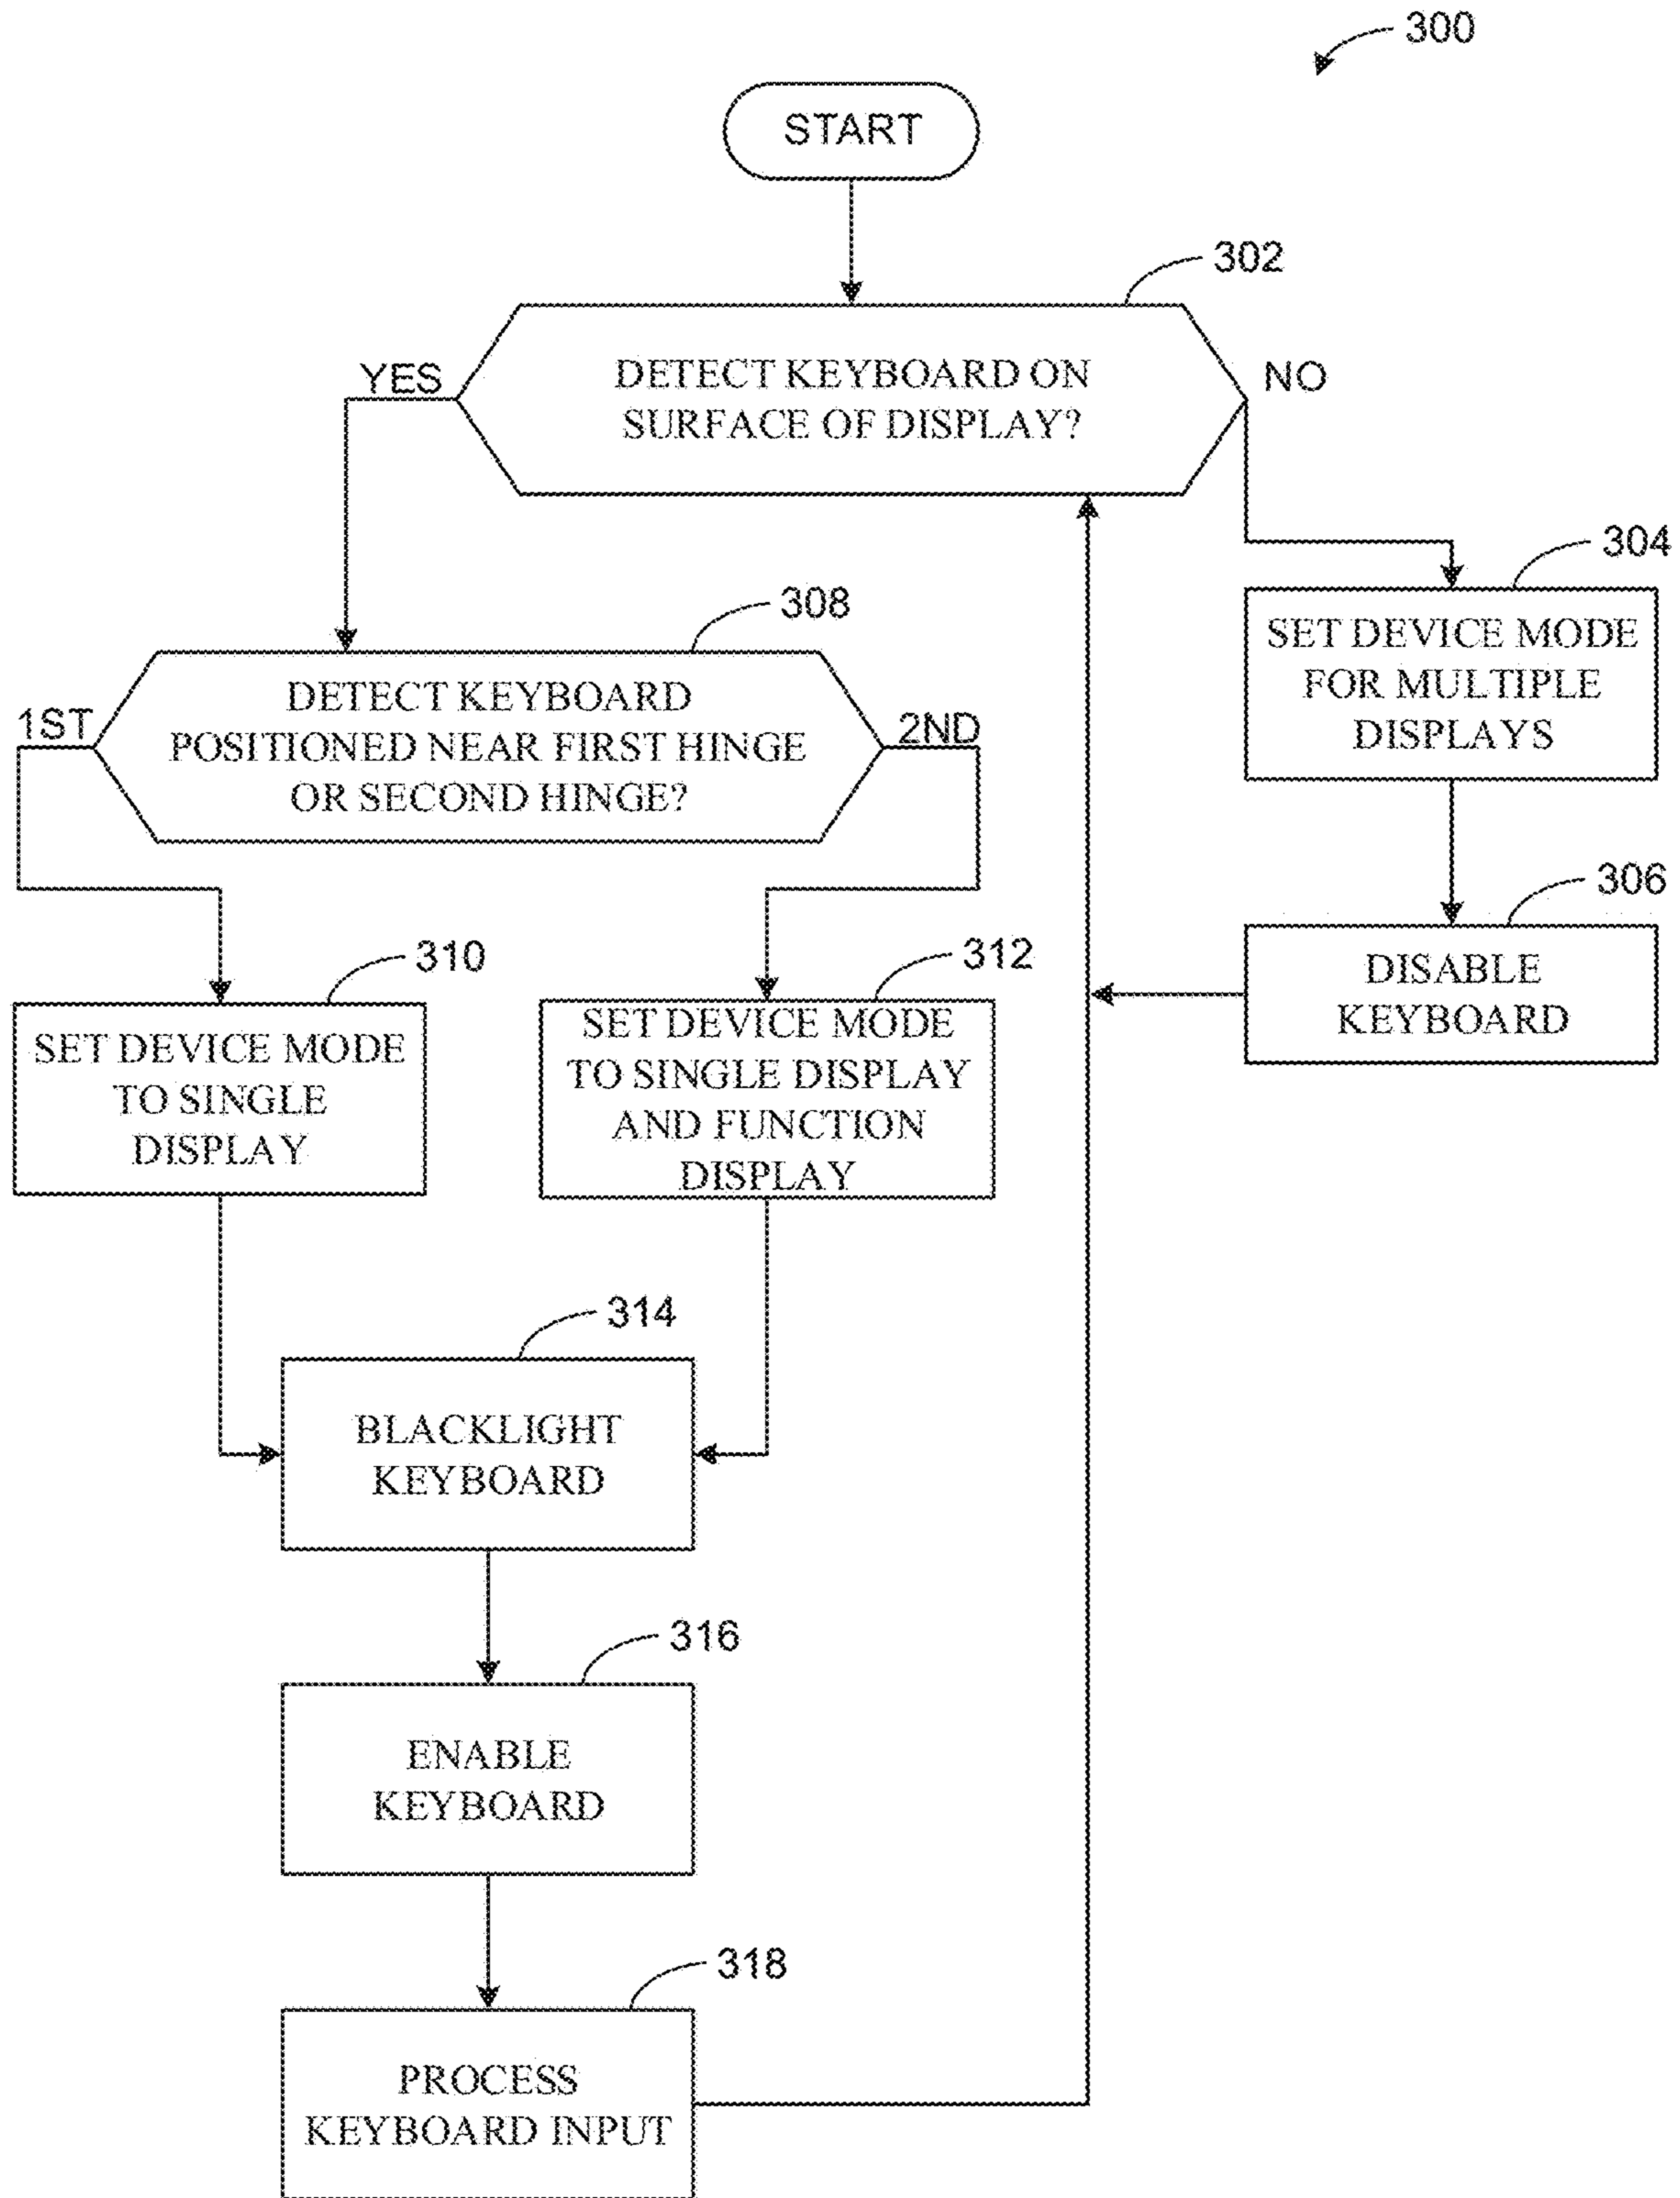 300
START
302
YES
DETECT KEYBOARD ON
SURFACE OF DISPLAY?
NO
304
SET DEVICE MODE
FOR MULTIPLE
DISPLAYS
308
1ST
DETECT KEYBOARD
POSITIONED NEAR FIRST HINGE
OR SECOND HINGE?
2ND
306
DISABLE
KEYBOARD
310
SET DEVICE MODE
TO SINGLE
DISPLAY
312
SET DEVICE MODE
TO SINGLE DISPLAY
AND FUNCTION
DISPLAY
314
BLACKLIGHT
KEYBOARD
316
ENABLE
KEYBOARD
318
PROCESS
KEYBOARD INPUT